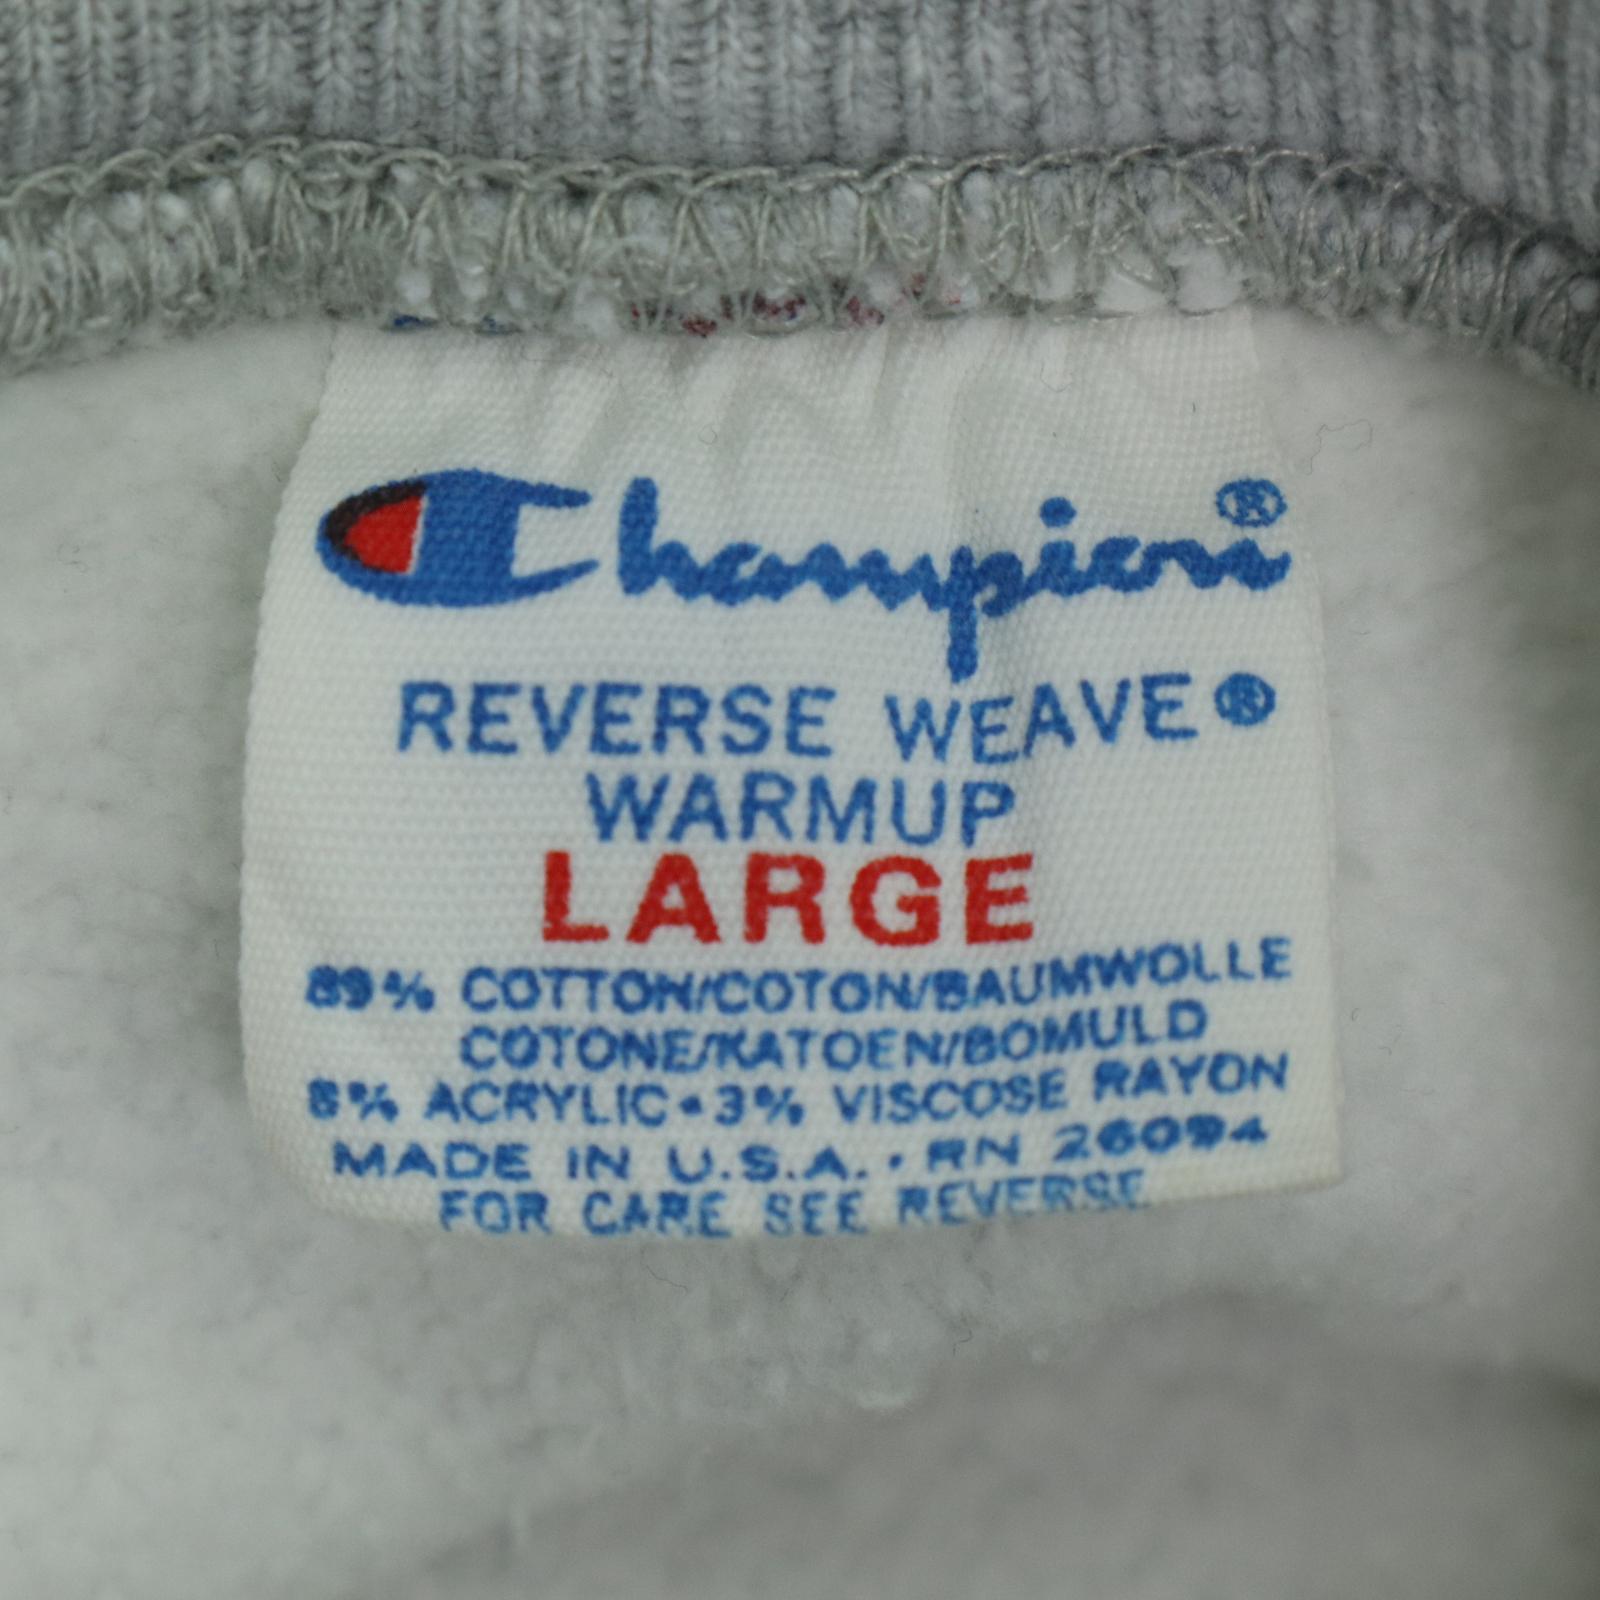 Champion®
REVERSE WEAVE®
WARMUP
LARGE
89% COTTON/COTON/BAUMWOLLE
COTONE/KATOEN/BOMULD
8% ACRYLIC • 3% VISCOSE RAYON
MADE IN U.S.A. • RN 26094
FOR CARE SEE REVERSE